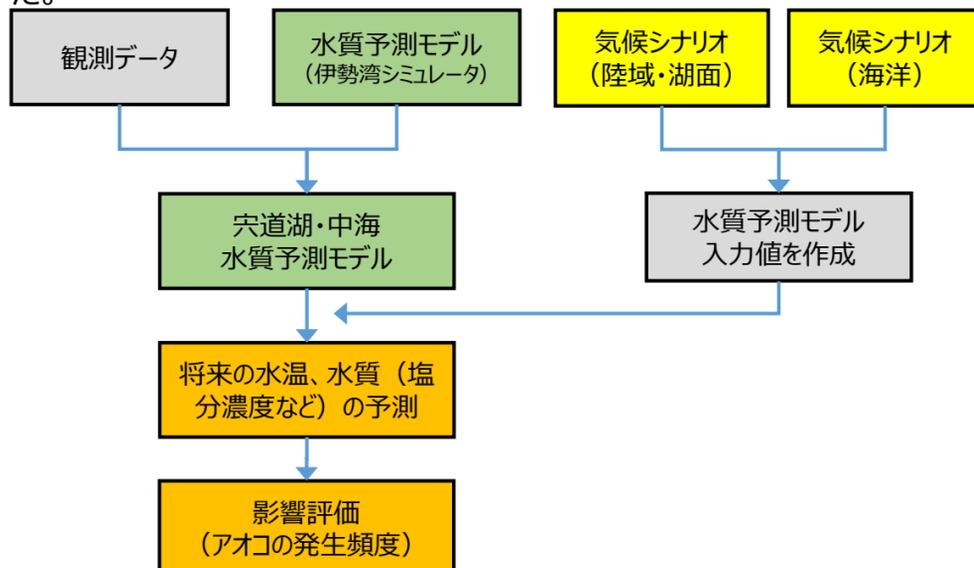 た。
観測データ
水質予測モデル
（伊勢湾シミュレータ）
気候シナリオ
（陸域・湖面）
気候シナリオ
（海洋）
宍道湖・中海
水質予測モデル
水質予測モデル
入力値を作成
将来の水温、水質（塩
分濃度など）の予測
影響評価
（アオコの発生頻度）